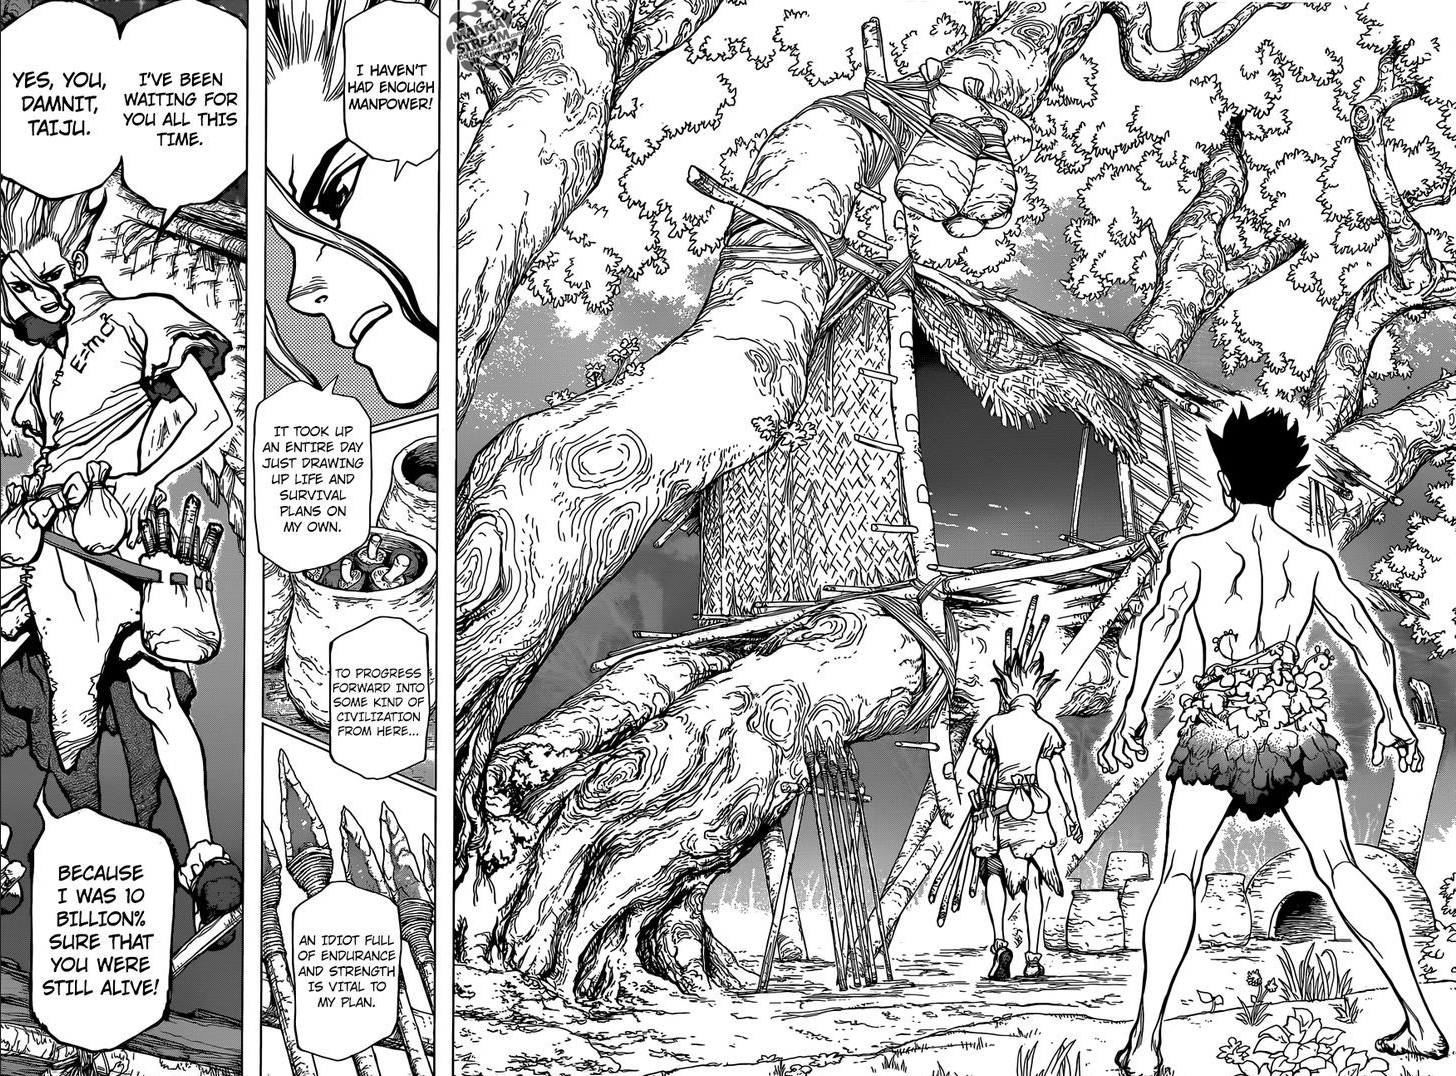 MANGA
STREAM
I HAVEN'T
HAD ENOUGH
MANPOWER!
IT TOOK UP
AN ENTIRE DAY
JUST DRAWING
UP LIFE AND
SURVIVAL
PLANS ON
MY OWN.
TO PROGRESS
FORWARD INTO
SOME KIND OF
CIVILIZATION
FROM HERE...
AN IDIOT FULL
OF ENDURANCE
AND STRENGTH
IS VITAL TO
MY PLAN.
I'VE BEEN
WAITING FOR
YOU ALL THIS
TIME.
YES, YOU,
DAMNIT,
TAIJU.
E=mc²
BECAUSE
I WAS 10
BILLION%
SURE THAT
YOU WERE
STILL ALIVE!